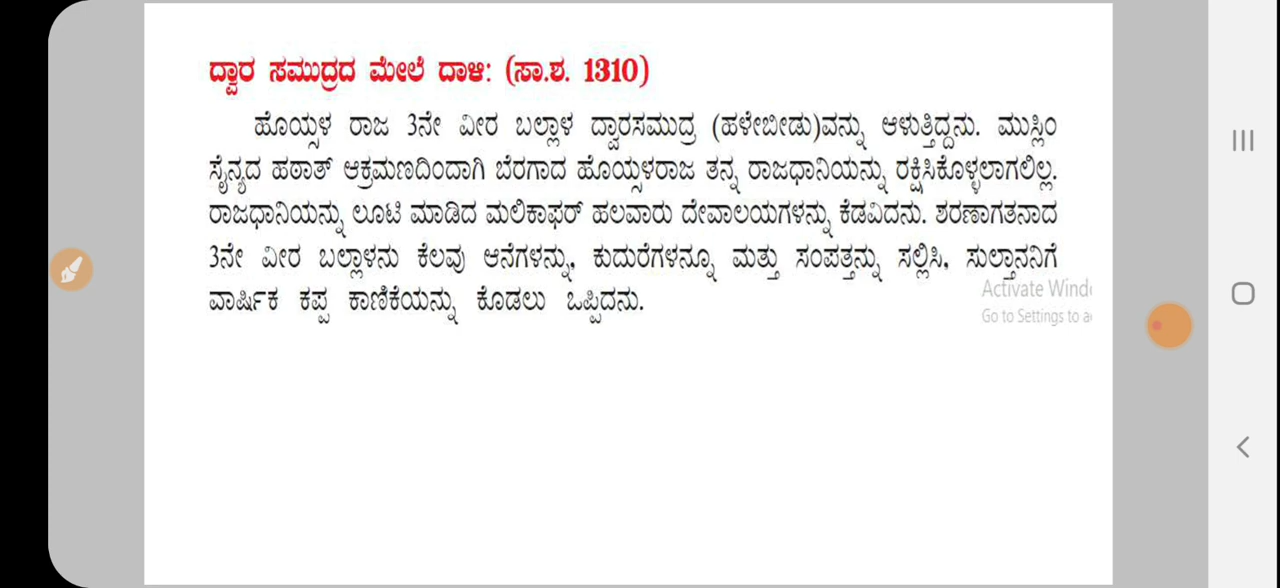 ದ್ವಾರ ಸಮುದ್ರದ ಮೇಲೆ ದಾಳಿ: (ಸಾ.ಶ. 1310)
ಹೊಯ್ಸಳ ರಾಜ 3ನೇ ವೀರ ಬಲ್ಲಾಳ ದ್ವಾರಸಮುದ್ರ (ಹಳೇಬೀಡು)ವನ್ನು ಆಳುತ್ತಿದ್ದನು. ಮುಸ್ಲಿಂ
ಸೈನ್ಯದ ಹಠಾತ್ ಆಕ್ರಮಣದಿಂದಾಗಿ ಬೆರಗಾದ ಹೊಯ್ಸಳರಾಜ ತನ್ನ ರಾಜಧಾನಿಯನ್ನು ರಕ್ಷಿಸಿಕೊಳ್ಳಲಾಗಲಿಲ್ಲ.
ರಾಜಧಾನಿಯನ್ನು ಲೂಟಿ ಮಾಡಿದ ಮಲಿಕಾಫರ್ ಹಲವಾರು ದೇವಾಲಯಗಳನ್ನು ಕೆಡವಿದನು. ಶರಣಾಗತನಾದ
3ನೇ ವೀರ ಬಲ್ಲಾಳನು ಕೆಲವು ಆನೆಗಳನ್ನು, ಕುದುರೆಗಳನ್ನೂ ಮತ್ತು ಸಂಪತ್ತನ್ನು ಸಲ್ಲಿಸಿ, ಸುಲ್ತಾನನಿಗೆ
ವಾರ್ಷಿಕ ಕಪ್ಪ ಕಾಣಿಕೆಯನ್ನು ಕೊಡಲು ಒಪ್ಪಿದನು.
Activate Wind
Go to Settings to a